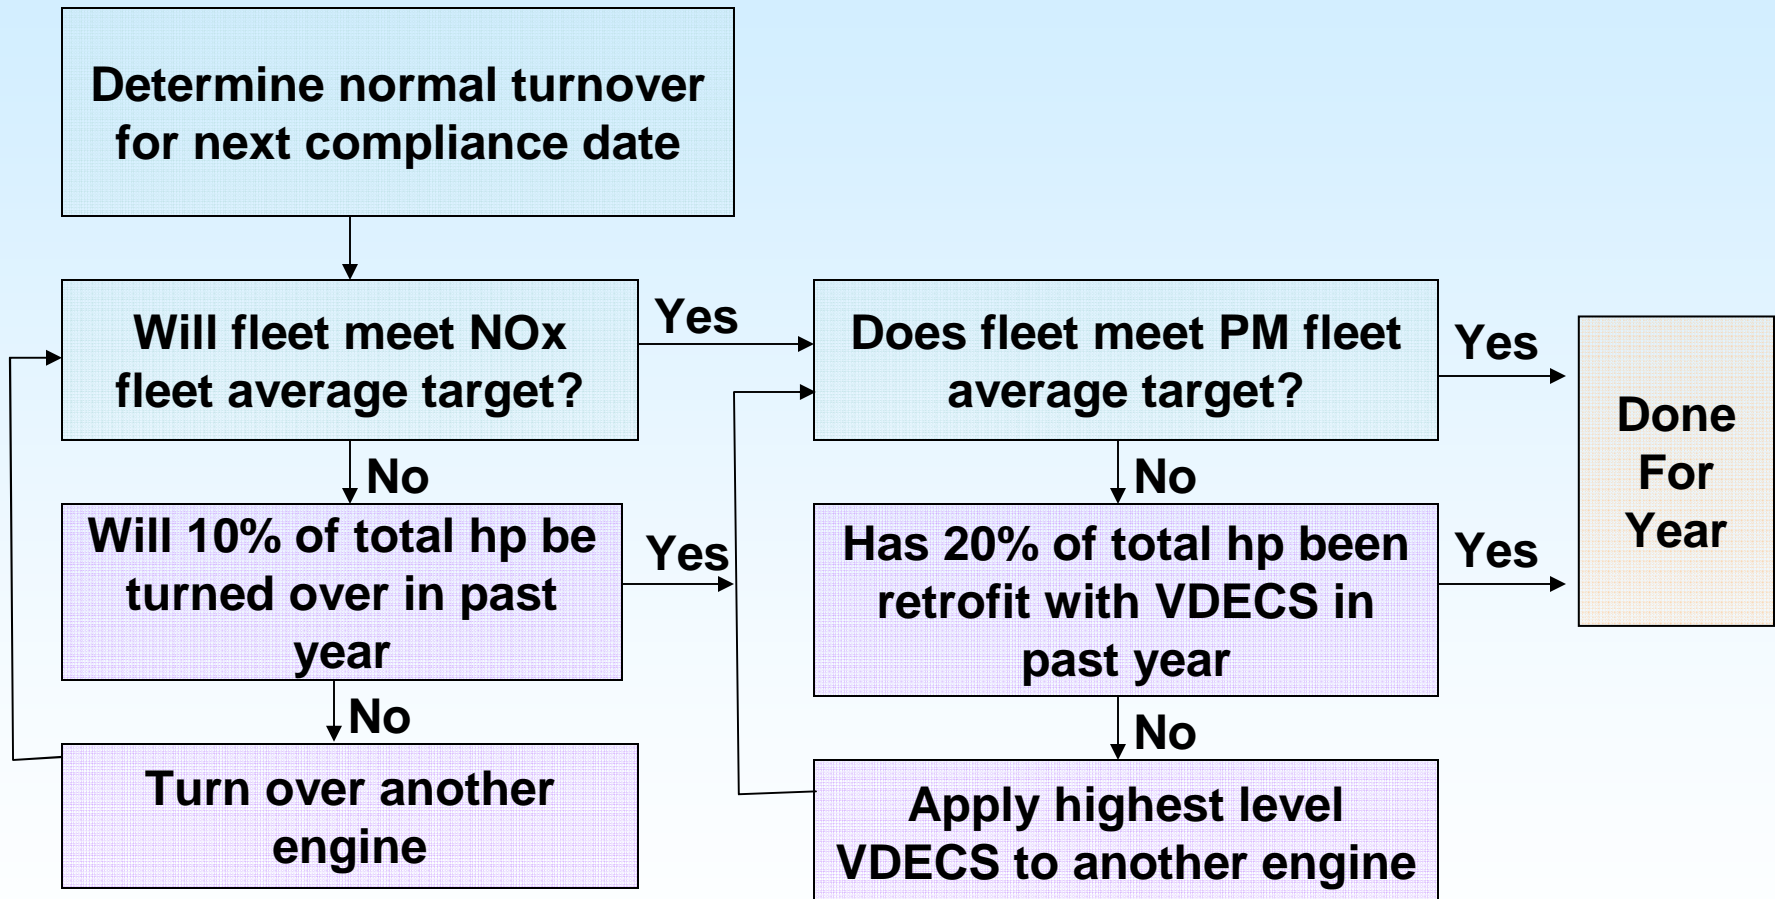 Determine normal turnover
for next compliance date
Will fleet meet NOx
fleet average target?
Yes
Does fleet meet PM fleet
average target?
Yes
Done
For
Year
No
No
Will 10% of total hp be
turned over in past
year
Yes
Has 20% of total hp been
retrofit with VDECS in
past year
Yes
No
No
Turn over another
engine
Apply highest level
VDECS to another engine